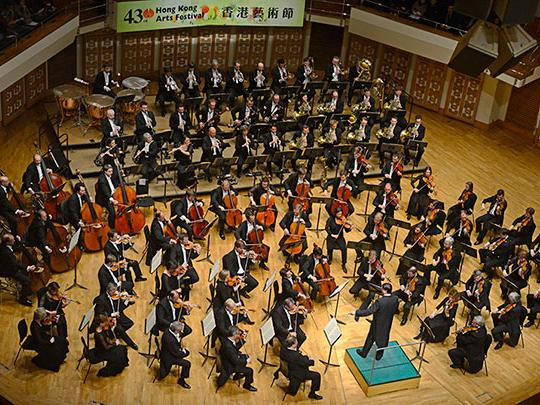 43rd Hong Kong
Arts Festival 香港藝術節